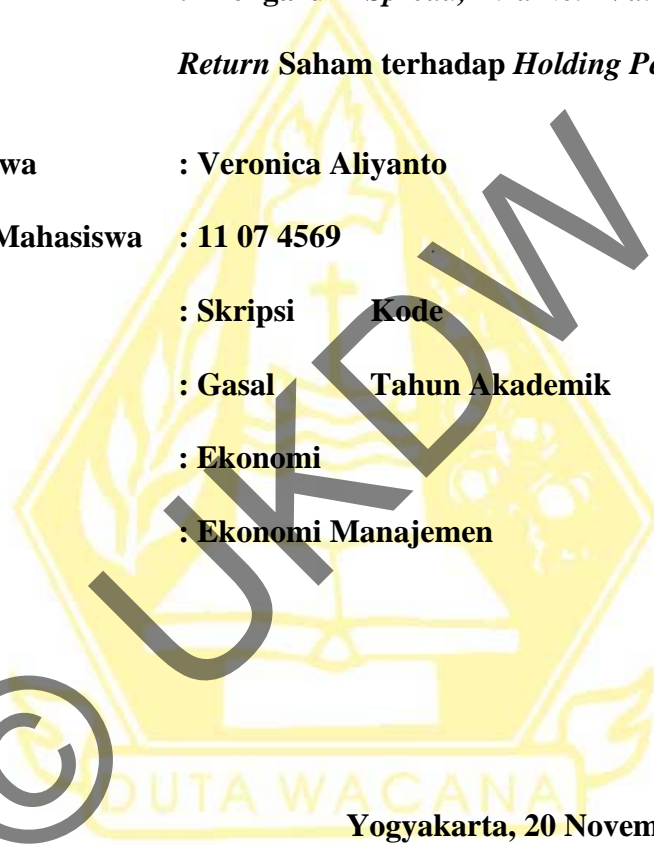 Return Saham terhadap Holding
wa : Veronica Aliyanto
Mahasiswa : 11 07 4569
: Skripsi Kode
: Gasal Tahun Akademik
: Ekonomi
: Ekonomi Manajemen
© UKDW
DUTA WACANA
Yogyakarta, 20 Novem